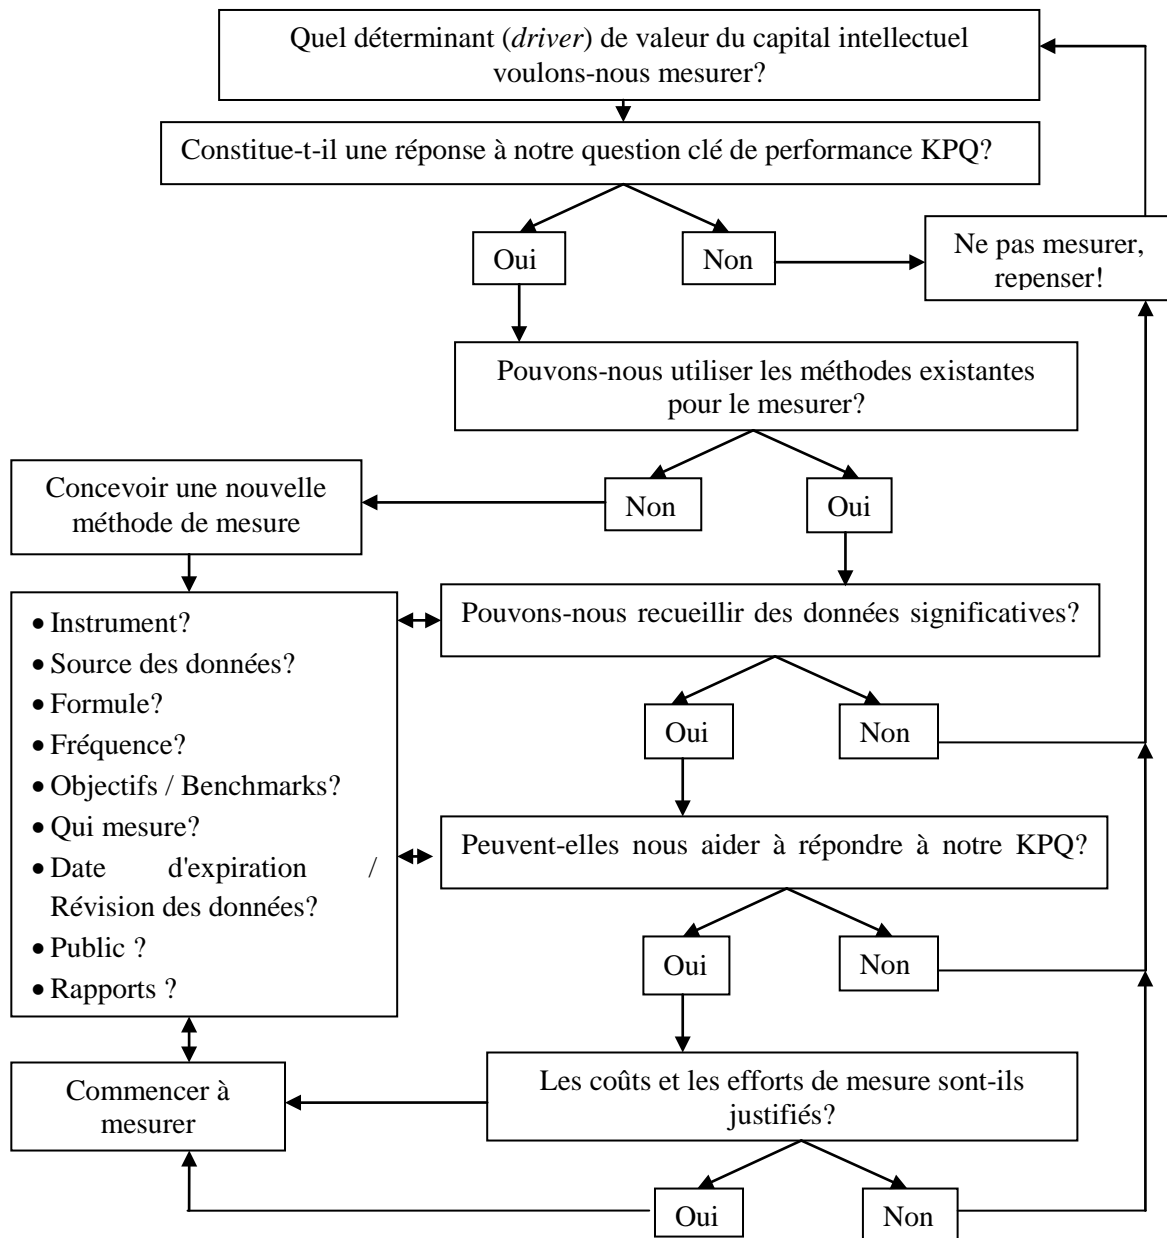 Quel déterminant (driver) de valeur du capital intellectuel
voulons-nous mesurer?
Constitue-t-il une réponse à notre question clé de performance KPQ?
Oui
Non
Ne pas mesurer,
repenser!
Pouvons-nous utiliser les méthodes existantes
pour le mesurer?
Non
Oui
Concevoir une nouvelle
méthode de mesure
• Instrument?
• Source des données?
• Formule?
• Fréquence?
• Objectifs / Benchmarks?
• Qui mesure?
• Date d'expiration /
Révision des données?
• Public ?
• Rapports ?
Pouvons-nous recueillir des données significatives?
Oui
Non
Peuvent-elles nous aider à répondre à notre KPQ?
Oui
Non
Les coûts et les efforts de mesure sont-ils
justifiés?
Commencer à
mesurer
Oui
Non